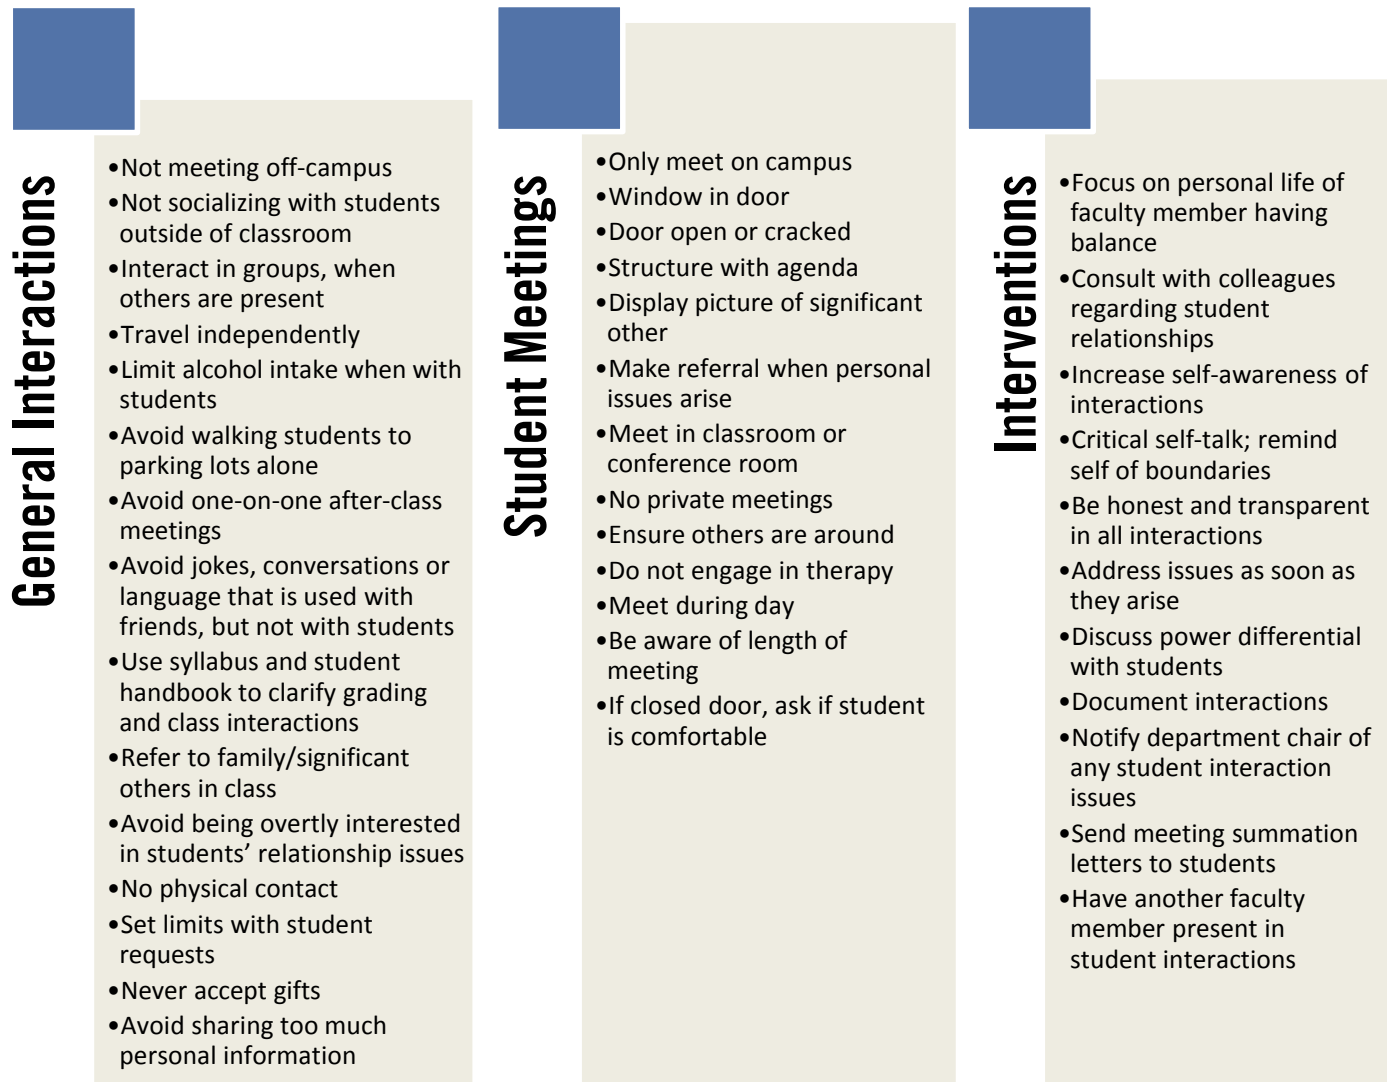 General Interactions
•Not meeting off-campus
•Not socializing with students
outside of classroom
•Interact in groups, when
others are present
•Travel independently
•Limit alcohol intake when with
students
•Avoid walking students to
parking lots alone
•Avoid one-on-one after-class
meetings
•Avoid jokes, conversations or
language that is used with
friends, but not with students
•Use syllabus and student
handbook to clarify grading
and class interactions
•Refer to family/significant
others in class
•Avoid being overtly interested
in students’ relationship issues
•No physical contact
•Set limits with student
requests
•Never accept gifts
•Avoid sharing too much
personal information
Student Meetings
•Only meet on campus
•Window in door
•Door open or cracked
•Structure with agenda
•Display picture of significant
other
•Make referral when personal
issues arise
•Meet in classroom or
conference room
•No private meetings
•Ensure others are around
•Do not engage in therapy
•Meet during day
•Be aware of length of
meeting
•If closed door, ask if student
is comfortable
Interventions
•Focus on personal life of
faculty member having
balance
•Consult with colleagues
regarding student
relationships
•Increase self-awareness of
interactions
•Critical self-talk; remind
self of boundaries
•Be honest and transparent
in all interactions
•Address issues as soon as
they arise
•Discuss power differential
with students
•Document interactions
•Notify department chair of
any student interaction
issues
•Send meeting summation
letters to students
•Have another faculty
member present in
student interactions